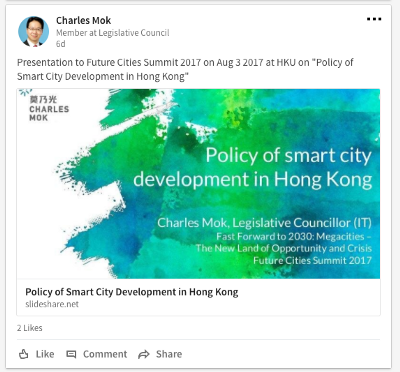 Charles Mok
Member at Legislative Council
6d
Presentation to Future Cities Summit 2017 on Aug 3 2017 at HKU on "Policy of
Smart City Development in Hong Kong"
莫乃光
CHARLES
MOK
Policy of smart city
development in Hong Kong
Charles Mok, Legislative Councillor (IT)
Fast Forward to 2030: Megacities –
The New Land of Opportunity and Crisis
Future Cities Summit 2017
Policy of Smart City Development in Hong Kong
slideshare.net
2 Likes
Like Comment Share